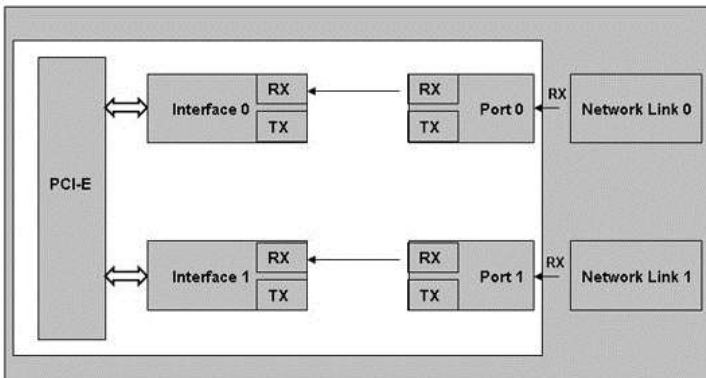 RX
RX
RX
Interface 0
Port 0
Network Link 0
TX
TX
PCI-E
RX
RX
RX
Interface 1
Port 1
Network Link 1
TX
TX